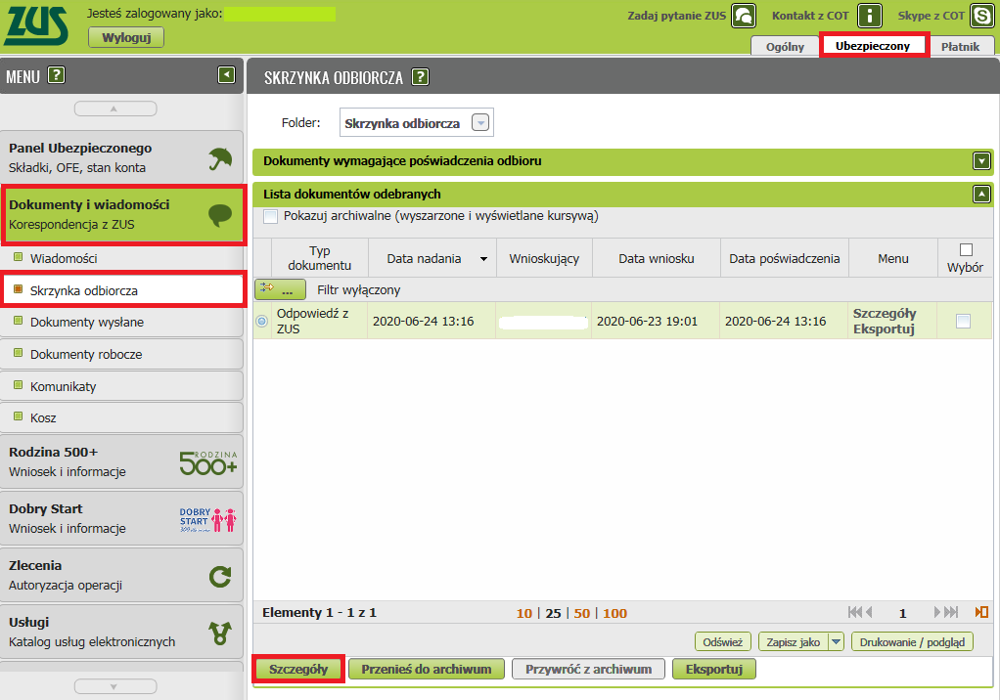 ZUS
Jesteś zalogowany jako:
Wyloguj
Zadaj pytanie ZUS
Kontakt z COT
Skype z COT
Ogólny
Ubezpieczony
Płatnik
MENU ?
SKRZYNKA ODBIORCZA ?
Folder:
Skrzynka odbiorcza
Panel Ubezpieczonego
Składki, OFE, stan konta
Dokumenty i wiadomości
Korespondencja z ZUS
Wiadomości
Skrzynka odbiorcza
Dokumenty wysłane
Dokumenty robocze
Komunikaty
Kosz
Rodzina 500+
Wniosek i informacje
RODZINA
500+
Dobry Start
Wniosek i informacje
DOBRY
START
Zlecenia
Autoryzacja operacji
Usługi
Katalog usług elektronicznych
Dokumenty wymagające poświadczenia odbioru
Lista dokumentów odebranych
Pokazuj archiwalne (wyszarzone i wyświetlane kursywą)
Typ
dokumentu
Data nadania
Wnioskujący
Data wniosku
Data poświadczenia
Menu
Wybór
...
Filtr wyłączony
Odpowiedź z
ZUS
2020-06-24 13:16
2020-06-23 19:01
2020-06-24 13:16
Szczegóły
Eksportuj
Elementy 1 - 1 z 1
10 | 25 | 50 | 100
1
Odśwież
Zapisz jako
Drukowanie / podgląd
Szczegóły
Przenieś do archiwum
Przywróć z archiwum
Eksportuj